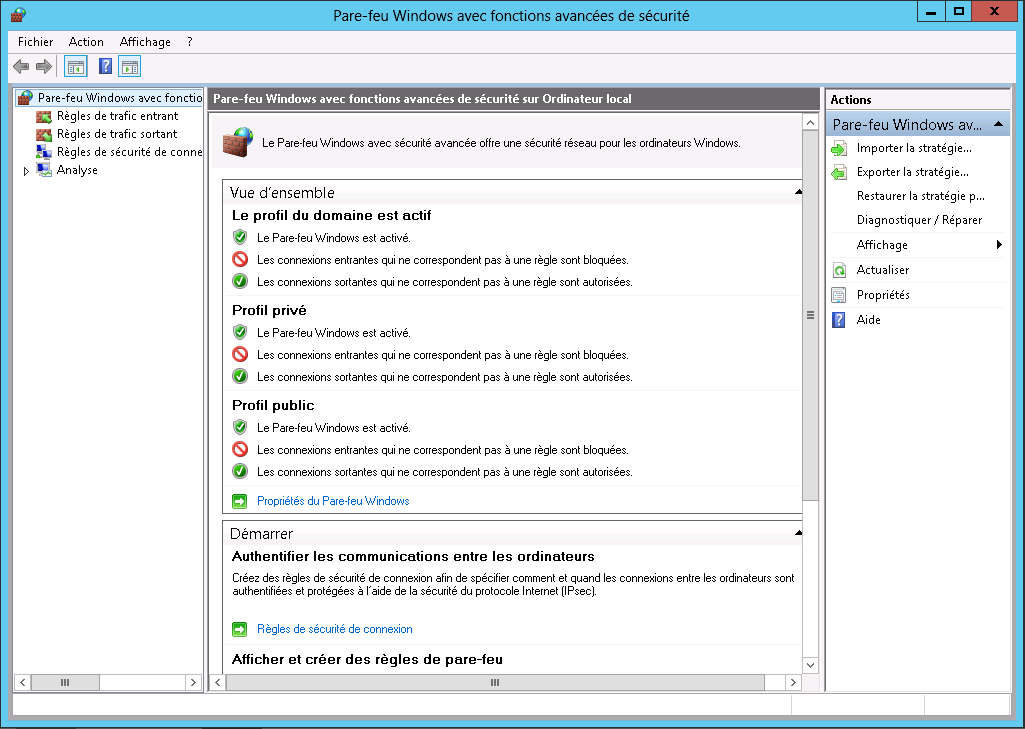 Pare-feu Windows avec fonctions avancées de sécurité
Fichier Action Affichage ?
Pare-feu Windows avec fonctio
Règles de trafic entrant
Règles de trafic sortant
Règles de sécurité de conne
Analyse
Pare-feu Windows avec fonctions avancées de sécurité sur Ordinateur local
Le Pare-feu Windows avec sécurité avancée offre une sécurité réseau pour les ordinateurs Windows.
Vue d'ensemble
Le profil du domaine est actif
Le Pare-feu Windows est activé.
Les connexions entrantes qui ne correspondent pas à une règle sont bloquées.
Les connexions sortantes qui ne correspondent pas à une règle sont autorisées.
Profil privé
Le Pare-feu Windows est activé.
Les connexions entrantes qui ne correspondent pas à une règle sont bloquées.
Les connexions sortantes qui ne correspondent pas à une règle sont autorisées.
Profil public
Le Pare-feu Windows est activé.
Les connexions entrantes qui ne correspondent pas à une règle sont bloquées.
Les connexions sortantes qui ne correspondent pas à une règle sont autorisées.
Propriétés du Pare-feu Windows
Démarrer
Authentifier les communications entre les ordinateurs
Créez des règles de sécurité de connexion afin de spécifier comment et quand les connexions entre les ordinateurs sont
authentifiées et protégées à l'aide de la sécurité du protocole Internet (IPsec).
Règles de sécurité de connexion
Afficher et créer des règles de pare-feu
Actions
Pare-feu Windows av...
Importer la stratégie...
Exporter la stratégie...
Restaurer la stratégie p...
Diagnostiquer / Réparer
Affichage
Actualiser
Propriétés
Aide